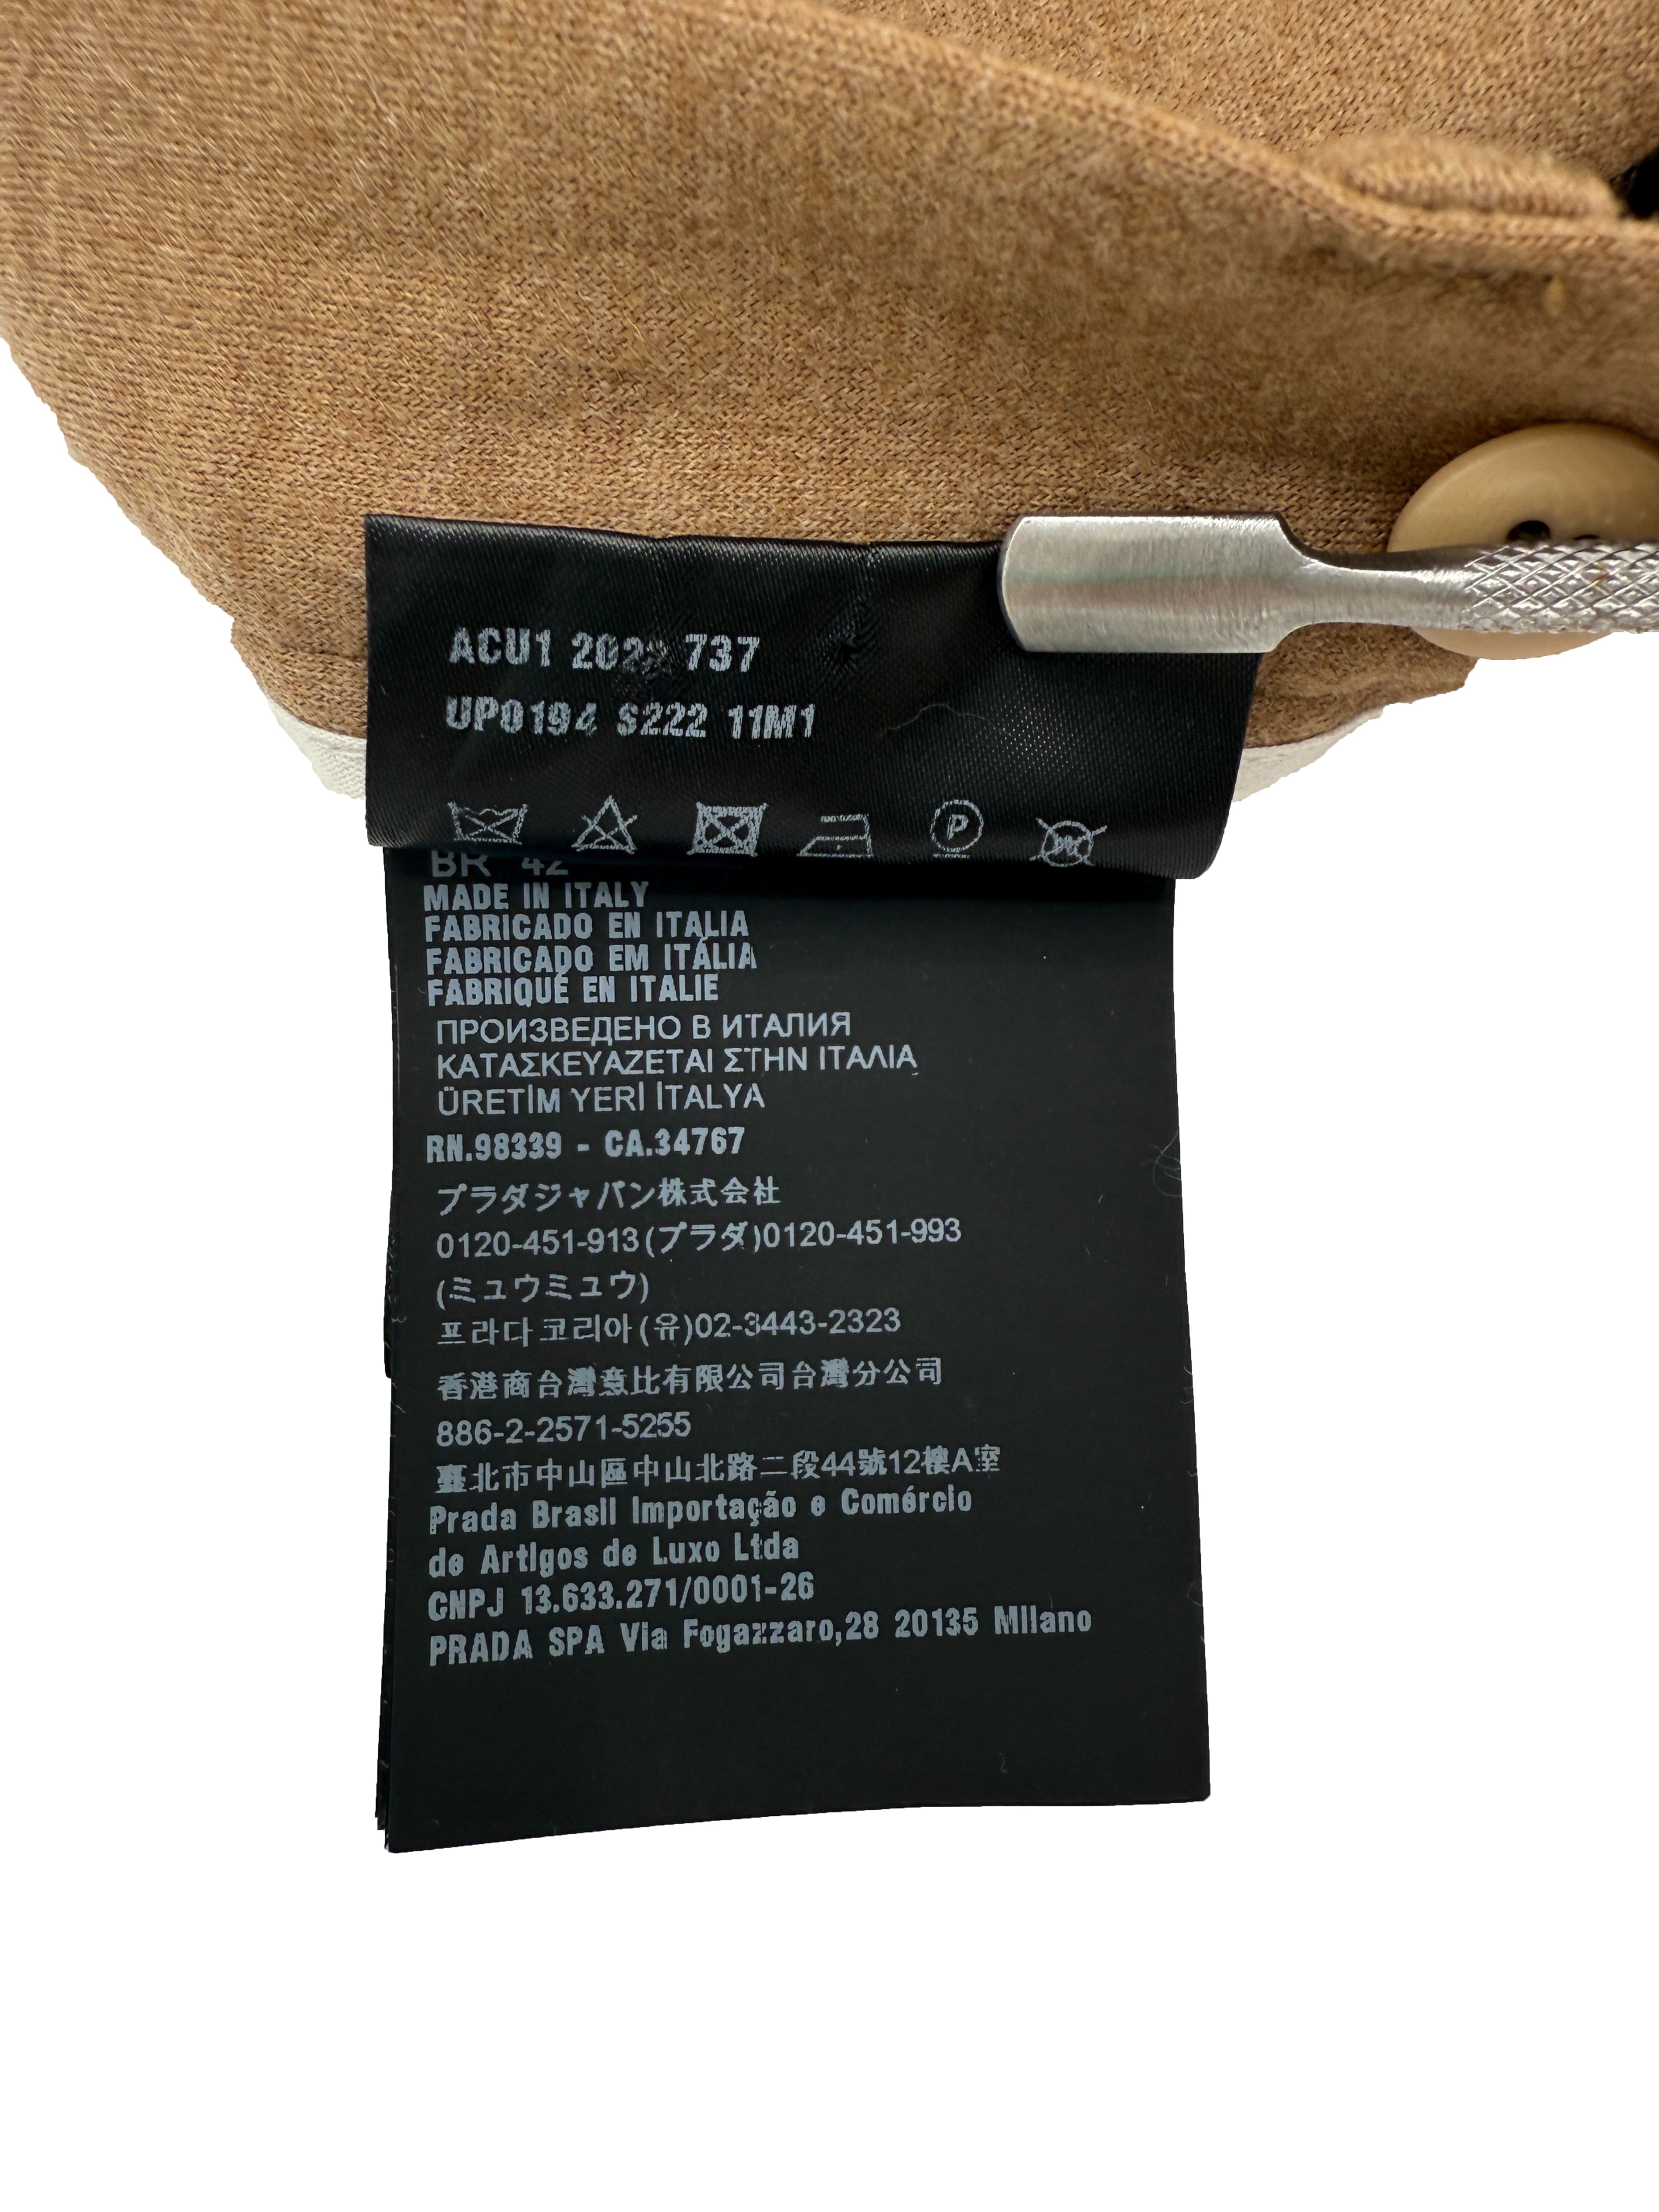 ACU1 2022 737
UP0194 S222 11M1
P
W
BR 42
MADE IN ITALY
FABRICADO EN ITALIA
FABRICADO EM ITÁLIA
FABRIQUÉ EN ITALIE
ПРОИЗВЕДЕНО В ИТАЛИЯ
ΚΑΤΑΣΚΕΥΑΖΕΤΑΙ ΣΤΗΝ ΙΤΑΛΙΑ
ÜRETİM YERİ İTALYA
RN.98339 - CA.34767
プラダジャパン株式会社
0120-451-913(プラダ)0120-451-993
(ミュウミュウ)
프라다코리아(유)02-3443-2323
香港商台灣意比有限公司台灣分公司
886-2-2571-5255
臺北市中山區中山北路二段44號12樓A室
Prada Brasil Importação e Comércio
de Artigos de Luxo Ltda
CNPJ 13.633.271/0001-26
PRADA SPA Via Fogazzaro,28 20135 Milano